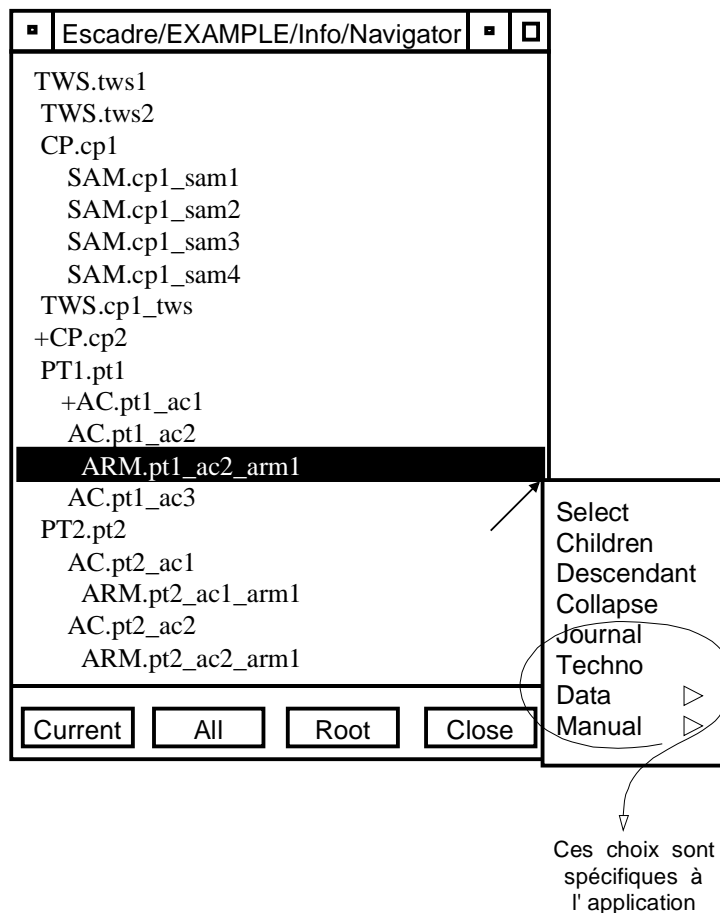 Escadre/EXAMPLE/Info/Navigator
TWS.tws1
TWS.tws2
CP.cp1
SAM.cp1_sam1
SAM.cp1_sam2
SAM.cp1_sam3
SAM.cp1_sam4
TWS.cp1_tws
+CP.cp2
PT1.pt1
+AC.pt1_ac1
AC.pt1_ac2
ARM.pt1_ac2_arm1
AC.pt1_ac3
PT2.pt2
AC.pt2_ac1
ARM.pt2_ac1_arm1
AC.pt2_ac2
ARM.pt2_ac2_arm1
Current All Root Close
Select
Children
Descendant
Collapse
Journal
Techno
Data
Manual
Ces choix sont
spécifiques à
l' application